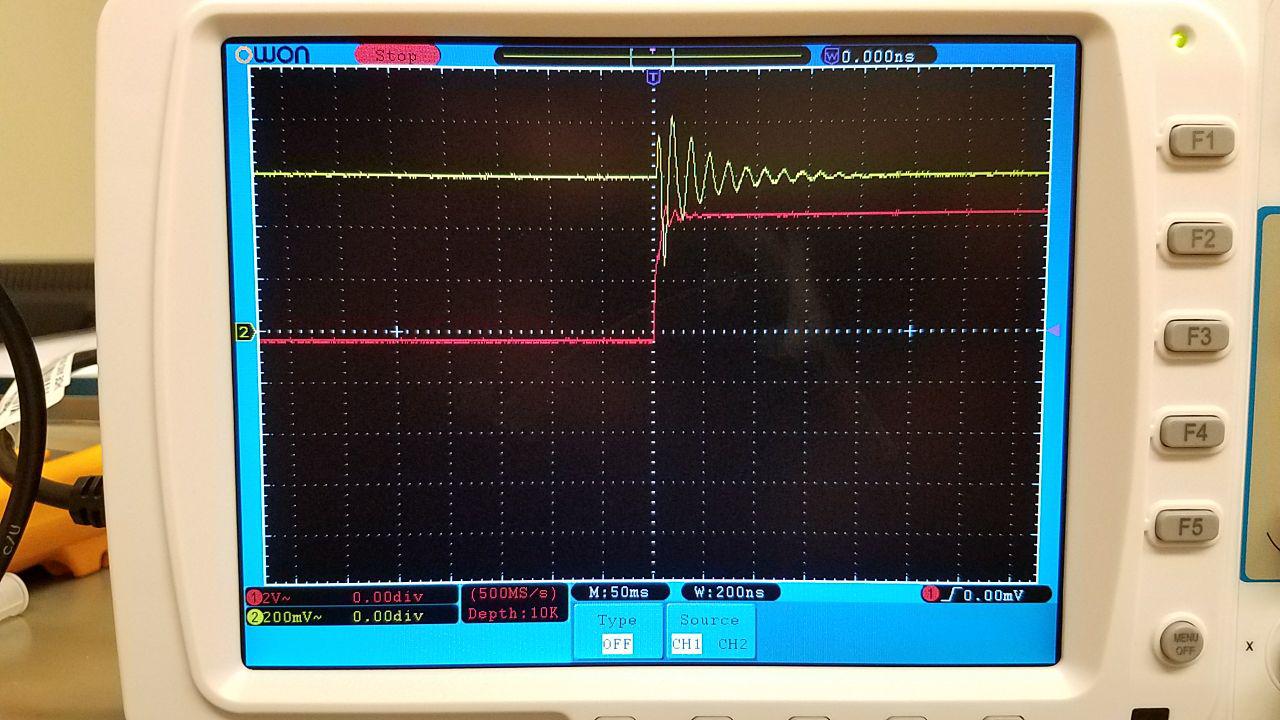 OWON Stop T W 0.000ns
T
F1
F2
2
F3
F4
F5
1 2V~ 0.00div (500MS/s) M:50ms W:200ns 1 0.00mV
2 200mV~ 0.00div Depth:10K
Type Source
OFF CH1 CH2
MENU
OFF
X
C/U